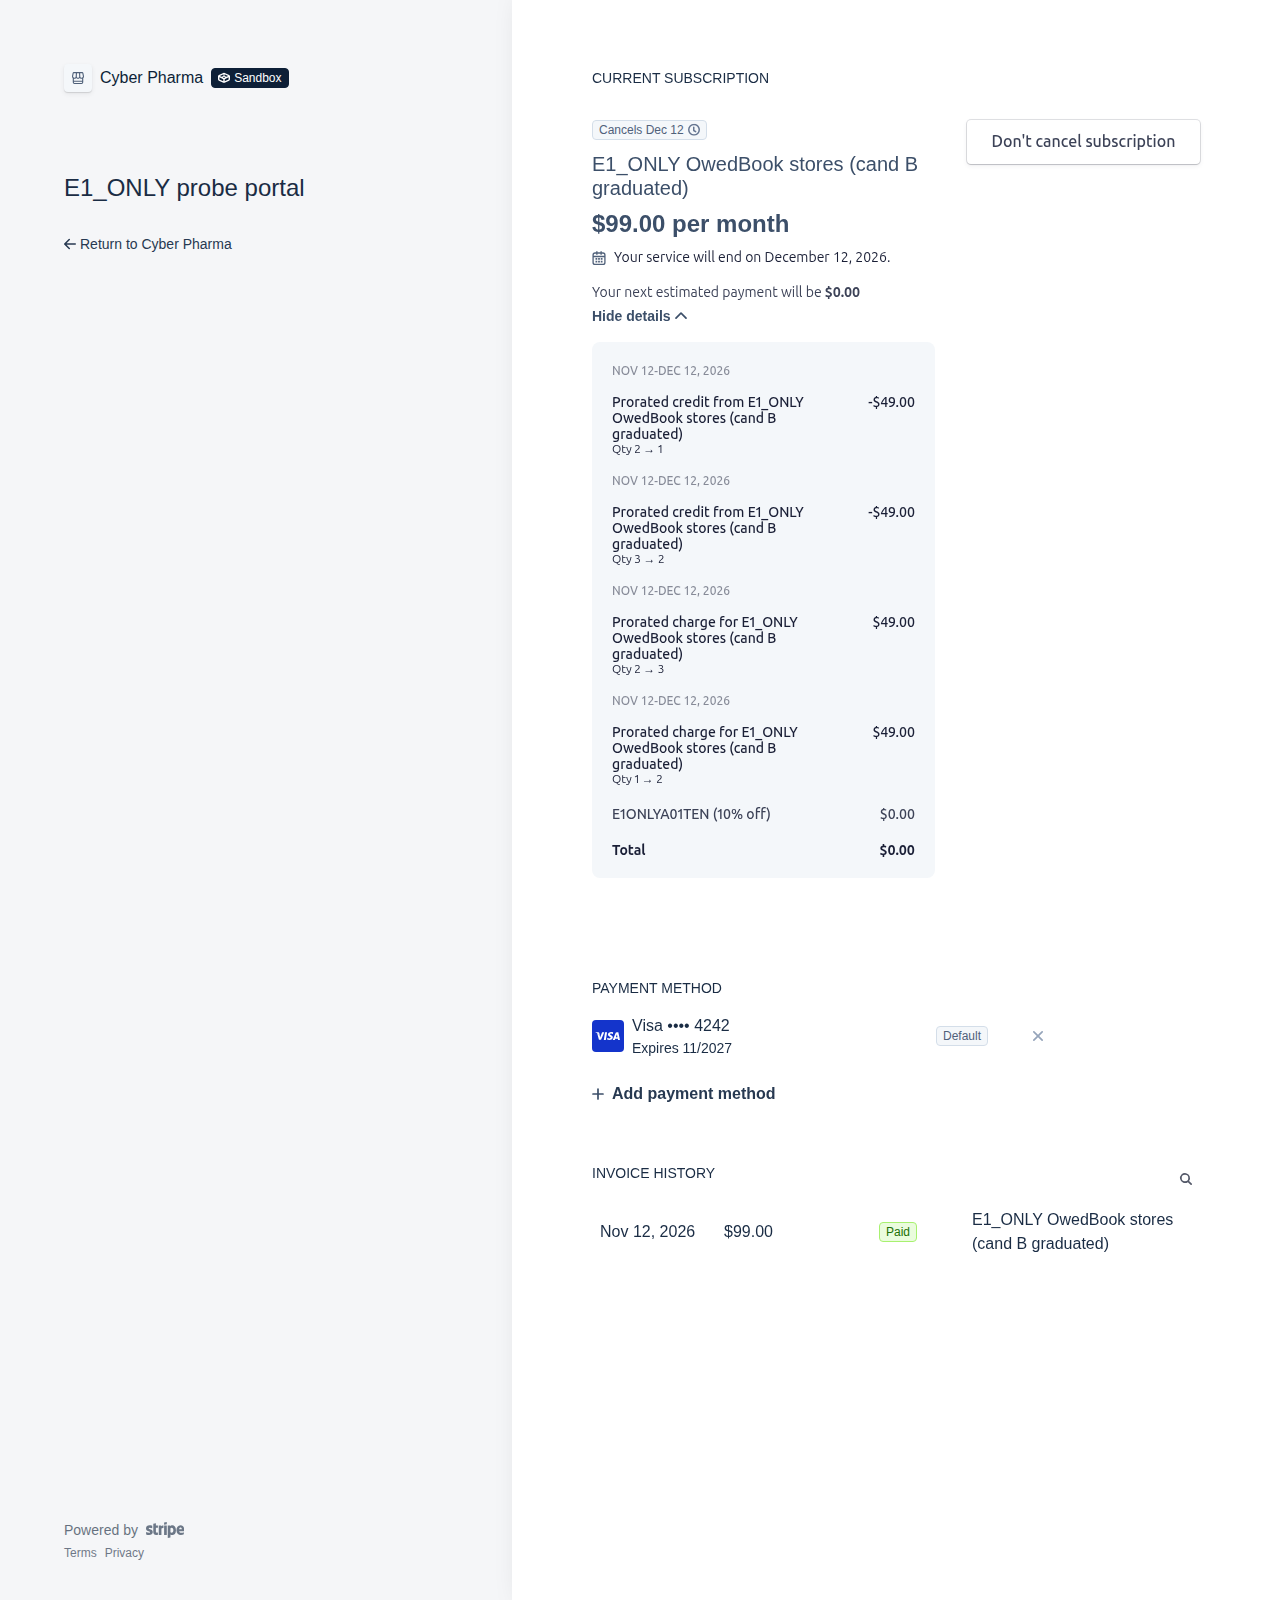 Cyber Pharma Sandbox
E1_ONLY probe portal
Return to Cyber Pharma
Powered by stripe
Terms Privacy
CURRENT SUBSCRIPTION
Cancels Dec 12
Don't cancel subscription
E1_ONLY OwedBook stores (cand B
graduated)
$99.00 per month
Your service will end on December 12, 2026.
Your next estimated payment will be $0.00
Hide details
NOV 12-DEC 12, 2026
Prorated credit from E1_ONLY -$49.00
OwedBook stores (cand B
graduated)
Qty 2 → 1
NOV 12-DEC 12, 2026
Prorated credit from E1_ONLY -$49.00
OwedBook stores (cand B
graduated)
Qty 3 → 2
NOV 12-DEC 12, 2026
Prorated charge for E1_ONLY $49.00
OwedBook stores (cand B
graduated)
Qty 2 → 3
NOV 12-DEC 12, 2026
Prorated charge for E1_ONLY $49.00
OwedBook stores (cand B
graduated)
Qty 1 → 2
E1ONLYA01TEN (10% off) $0.00
Total $0.00
PAYMENT METHOD
VISA
Visa •••• 4242
Expires 11/2027
Default
Add payment method
INVOICE HISTORY
Nov 12, 2026 $99.00 Paid E1_ONLY OwedBook stores
(cand B graduated)